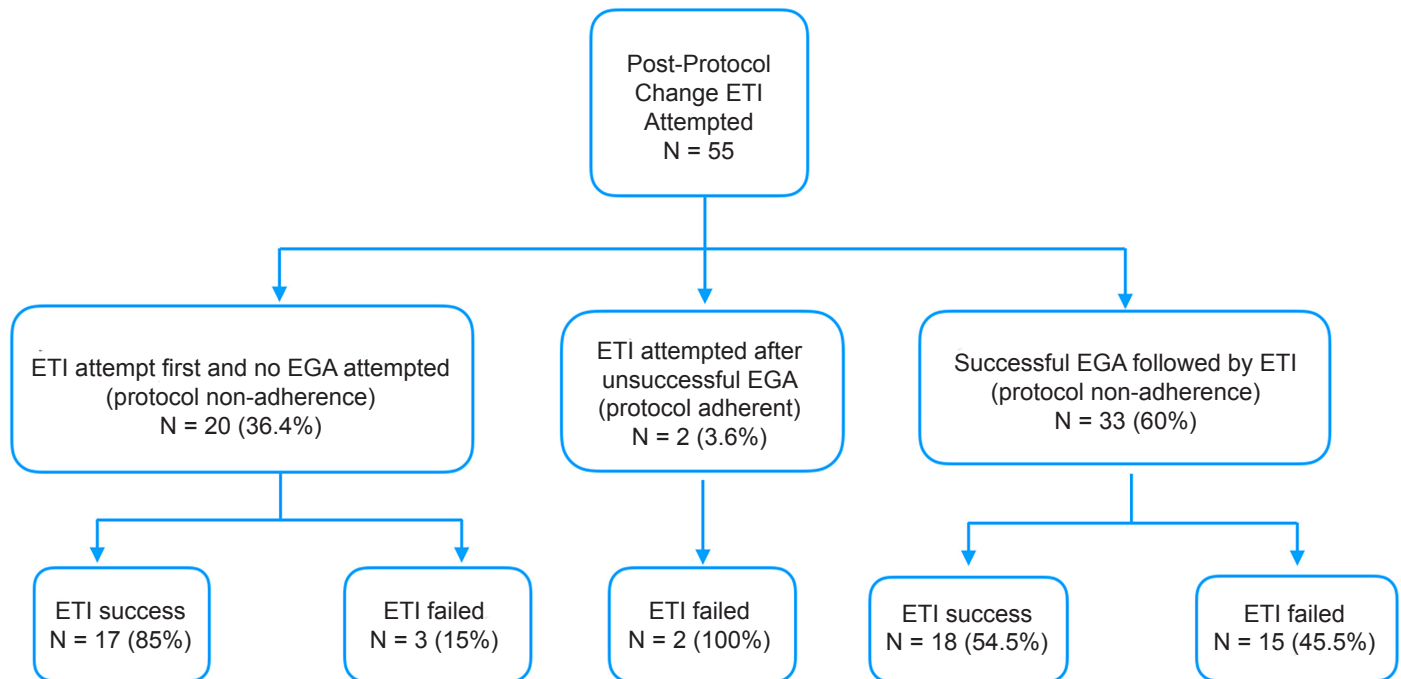 Post-Protocol
Change ETI
Attempted
N = 55
ETI attempt first and no EGA attempted
(protocol non-adherence)
N = 20 (36.4%)
ETI attempted after
unsuccessful EGA
(protocol adherent)
N = 2 (3.6%)
Successful EGA followed by ETI
(protocol non-adherence)
N = 33 (60%)
ETI success
N = 17 (85%)
ETI failed
N = 3 (15%)
ETI failed
N = 2 (100%)
ETI success
N = 18 (54.5%)
ETI failed
N = 15 (45.5%)